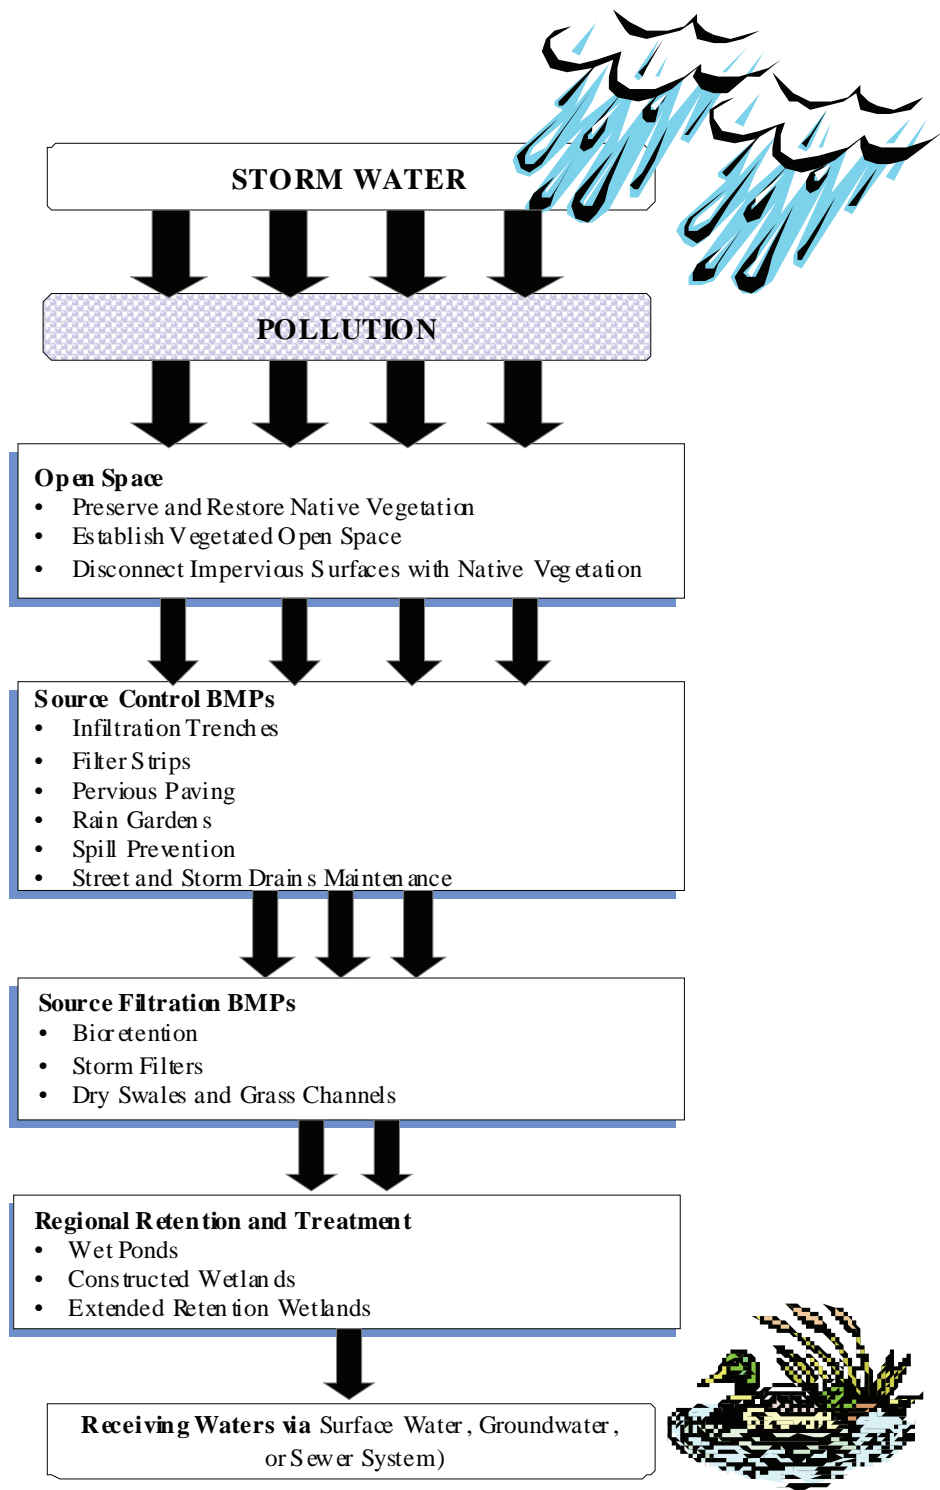 STORM WATER
POLLUTION
Open Space
• Preserve and Restore Native Vegetation
• Establish Vegetated Open Space
• Disconnect Impervious Surfaces with Native Vegetation
Source Control BMPs
• Infiltration Trenches
• Filter Strips
• Pervious Paving
• Rain Gardens
• Spill Prevention
• Street and Storm Drains Maintenance
Source Filtration BMPs
• Bioretention
• Storm Filters
• Dry Swales and Grass Channels
Regional Retention and Treatment
• Wet Ponds
• Constructed Wetlands
• Extended Retention Wetlands
Receiving Waters via Surface Water, Groundwater,
or Sewer System)